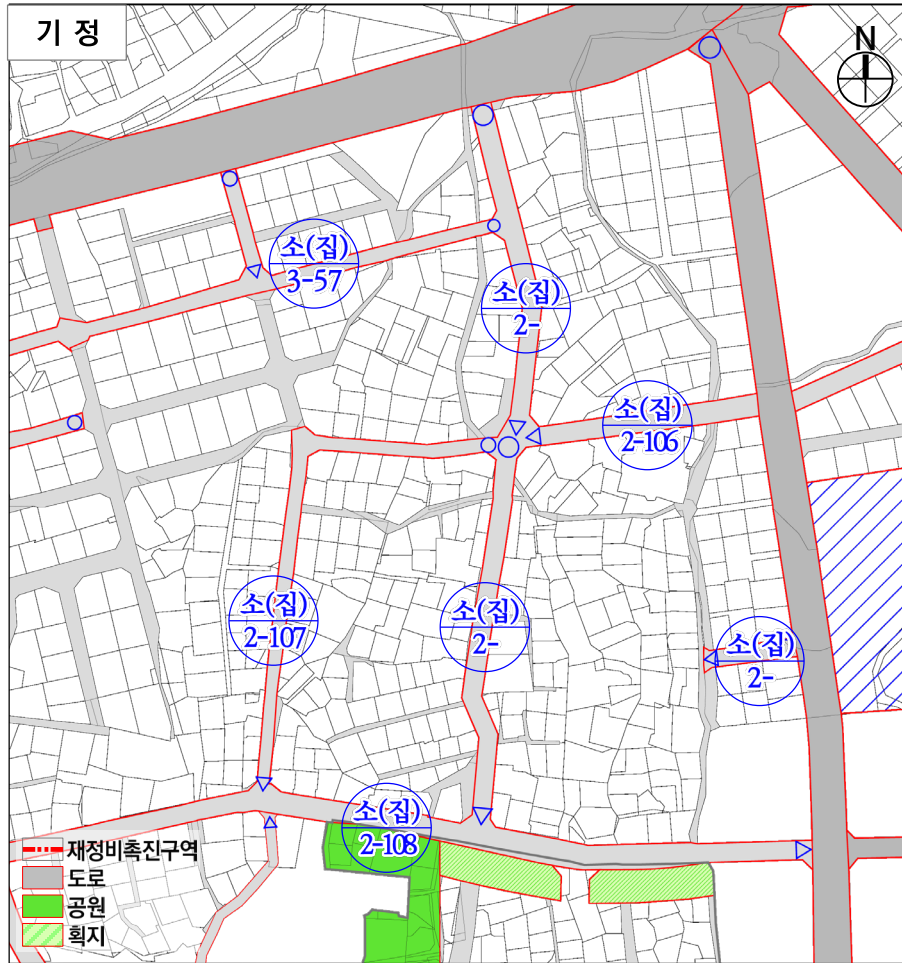 기 정
N
소(집)
3-57
소(집)
2-
소(집)
2-106
소(집)
2-107
소(집)
2-
소(집)
2-
소(집)
2-108
재정비촉진구역
도로
공원
획지